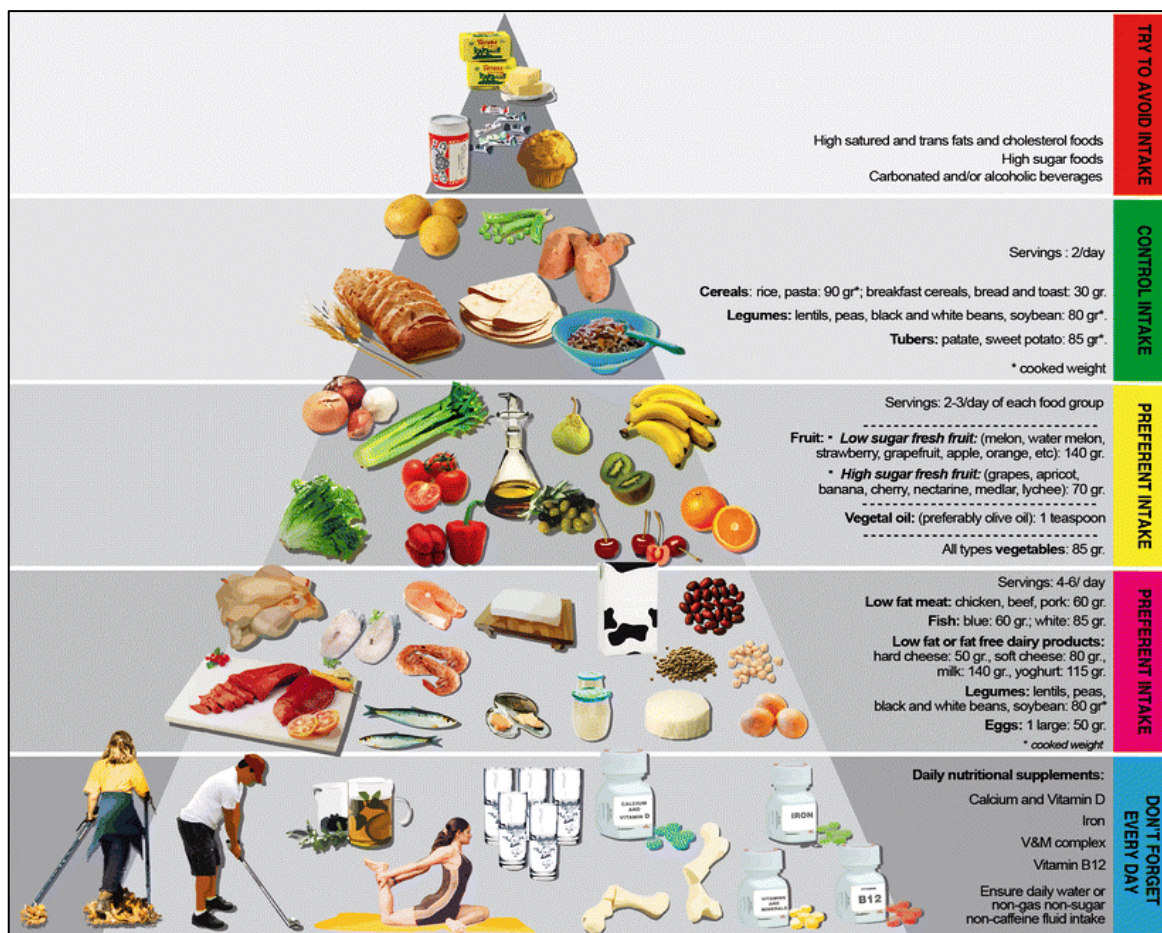 TRY TO AVOID INTAKE
High satured and trans fats and cholesterol foods
High sugar foods
Carbonated and/or alcoholic beverages
CONTROL INTAKE
Servings : 2/day
Cereals: rice, pasta: 90 gr*; breakfast cereals, bread and toast: 30 gr.
Legumes: lentils, peas, black and white beans, soybean: 80 gr*.
Tubers: patate, sweet potato: 85 gr*.
* cooked weight
PREFERENT INTAKE
Servings: 2-3/day of each food group
Fruit: • Low sugar fresh fruit: (melon, water melon,
strawberry, grapefruit, apple, orange, etc): 140 gr.
• High sugar fresh fruit: (grapes, apricot,
banana, cherry, nectarine, medlar, lychee): 70 gr.
Vegetal oil: (preferably olive oil): 1 teaspoon
All types vegetables: 85 gr.
PREFERENT INTAKE
Servings: 4-6/ day
Low fat meat: chicken, beef, pork: 60 gr.
Fish: blue: 60 gr.; white: 85 gr.
Low fat or fat free dairy products:
hard cheese: 50 gr., soft cheese: 80 gr.,
milk: 140 gr., yoghurt: 115 gr.
Legumes: lentils, peas,
black and white beans, soybean: 80 gr*
Eggs: 1 large: 50 gr.
* cooked weight
DON'T FORGET
EVERY DAY
Daily nutritional supplements:
Calcium and Vitamin D
Iron
V&M complex
Vitamin B12
Ensure daily water or
non-gas non-sugar
non-caffeine fluid intake
CALCIUM
AND
VITAMIN D
IRON
VITAMINS
AND
MINERALS
VITAMIN
B12